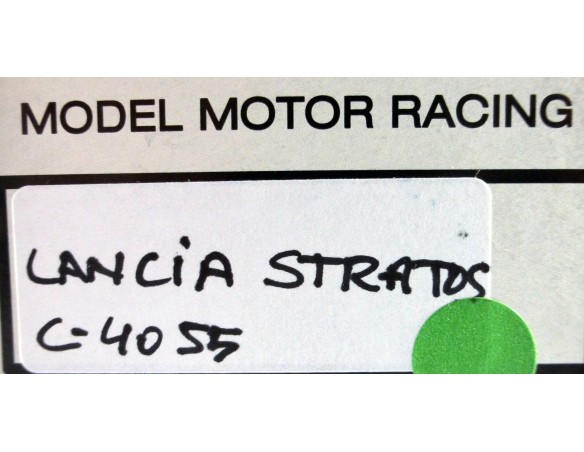 MODEL MOTOR RACING
LANCIA STRATOS
C-4055